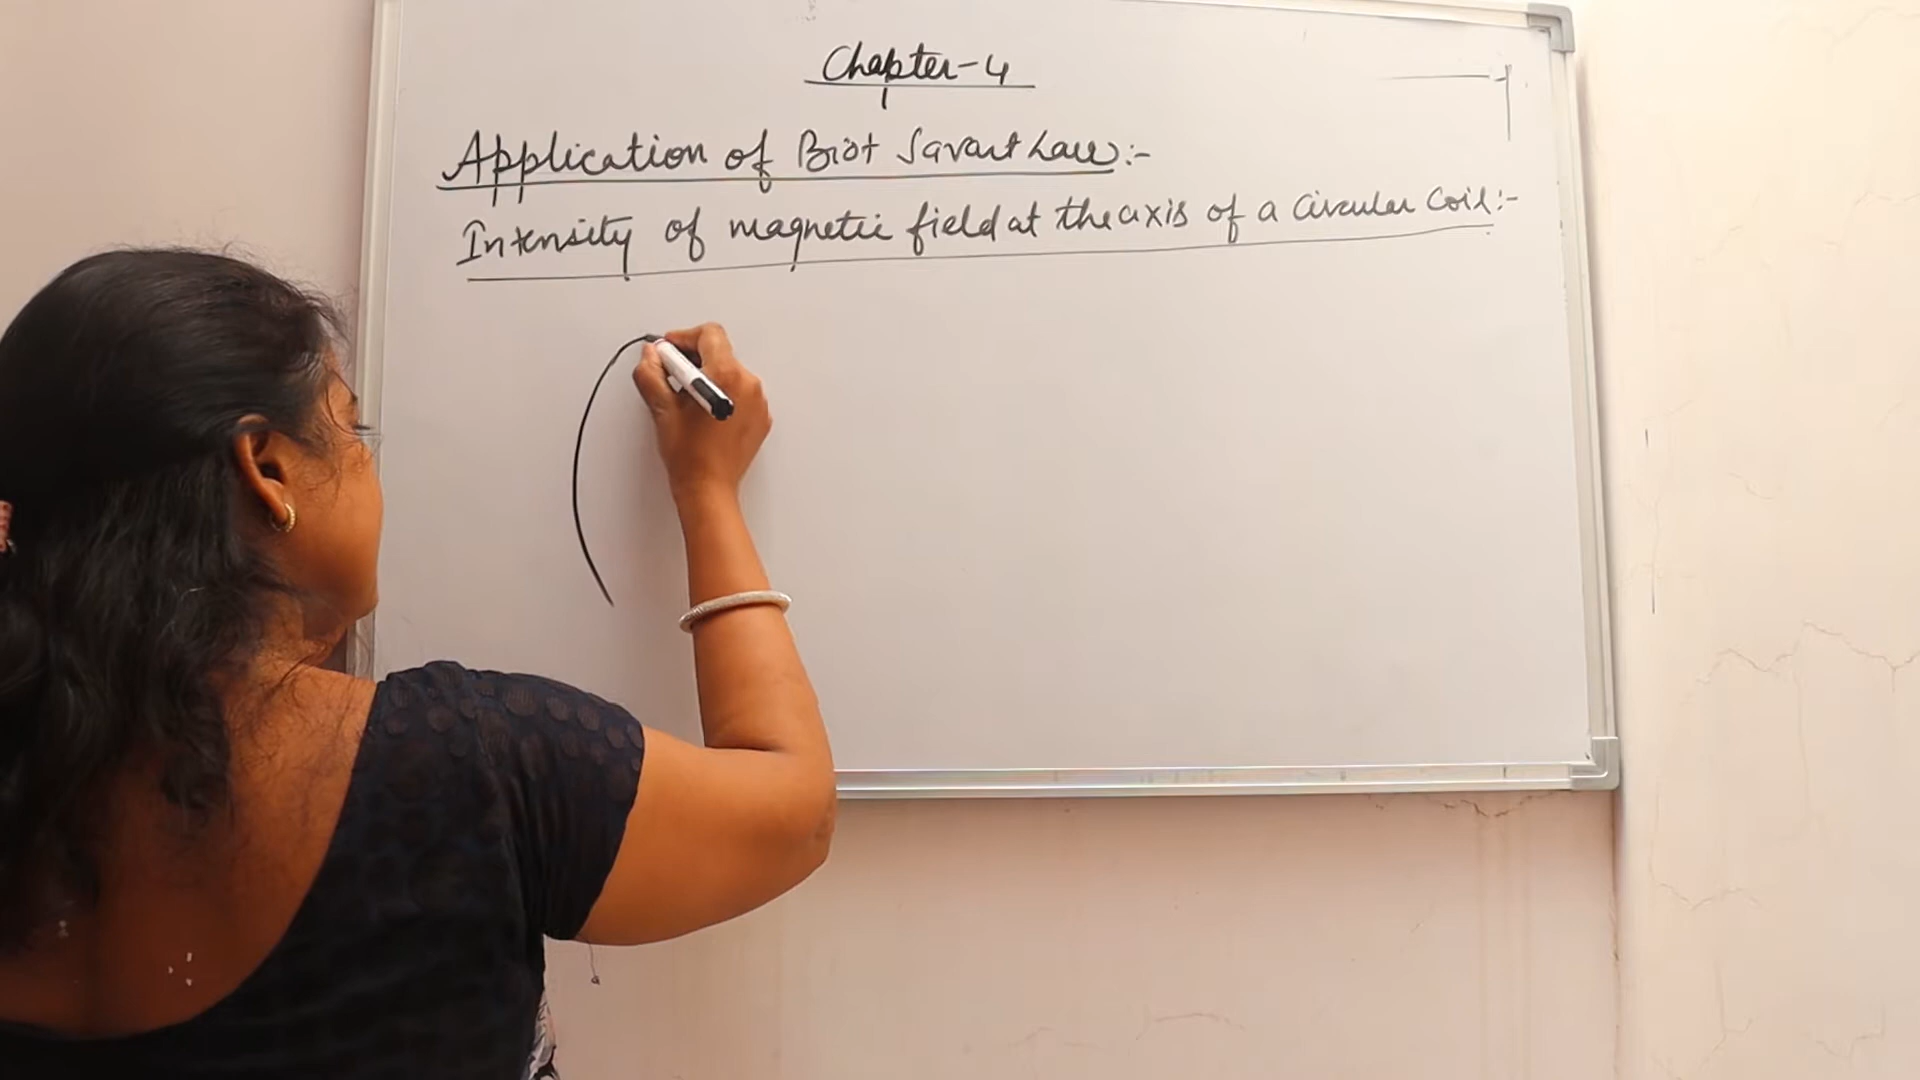 Chapter-4
Application of Biot Savart Law:-
Intensity of magnetic field at the axis of a circular coil:-